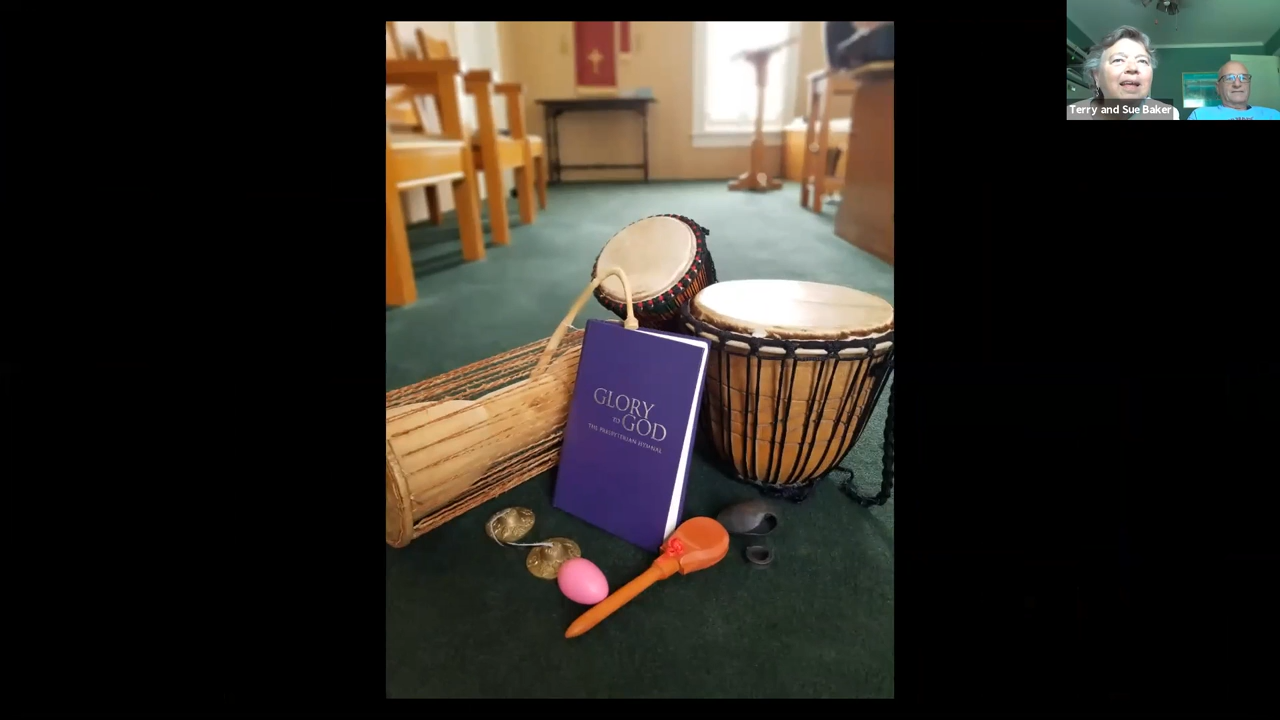 Terry and Sue Baker
GLORY
TO GOD
THE PRESBYTERIAN HYMNAL